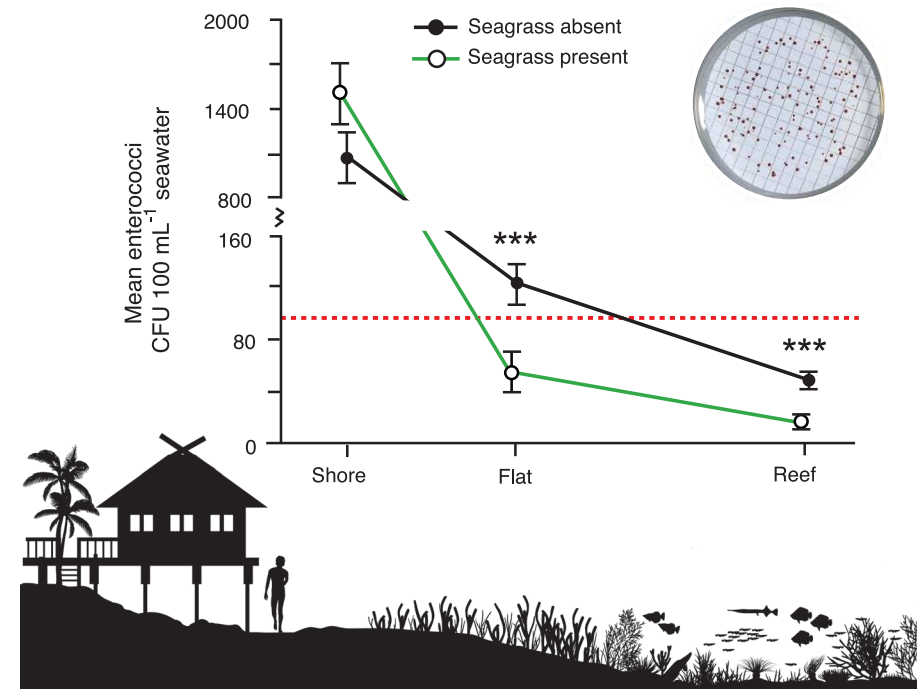 2000
1400
800
160
80
0
Mean enterococci
CFU 100 mL-1 seawater
Seagrass absent
Seagrass present
***
***
Shore
Flat
Reef